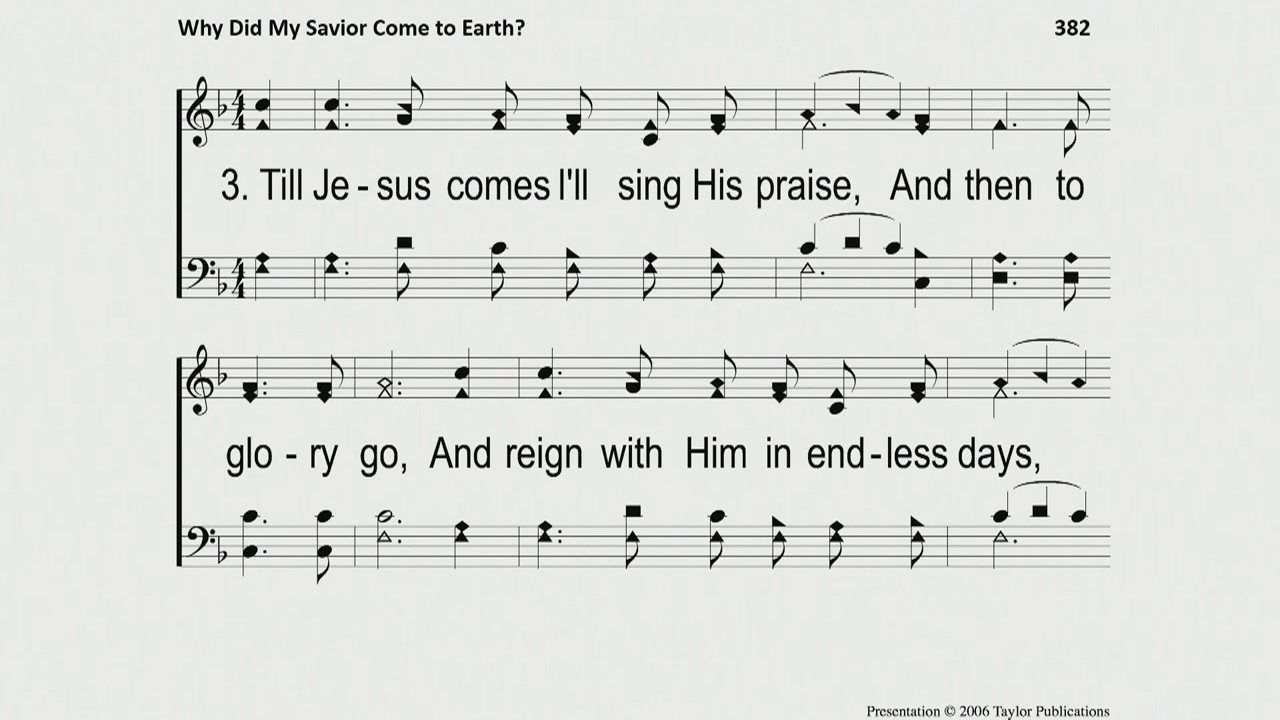 Why Did My Savior Come to Earth? 382
3. Till Je - sus comes I'll sing His praise, And then to
glo - ry go, And reign with Him in end - less days,
Presentation © 2006 Taylor Publications